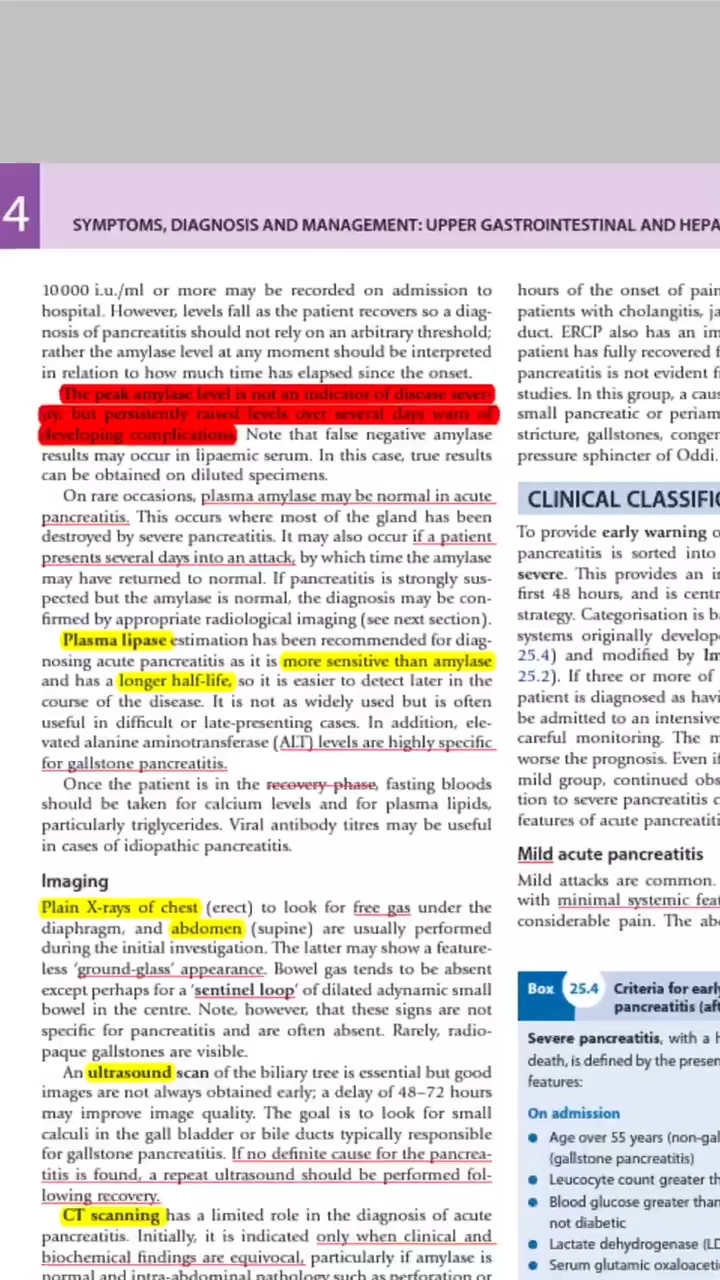 4
SYMPTOMS, DIAGNOSIS AND MANAGEMENT: UPPER GASTROINTESTINAL AND HEPA
10 000 i.u./ml or more may be recorded on admission to
hospital. However, levels fall as the patient recovers so a diag-
nosis of pancreatitis should not rely on an arbitrary threshold;
rather the amylase level at any moment should be interpreted
in relation to how much time has elapsed since the onset.
The peak amylase level is not an indicator of disease sever-
ity, but persistently raised levels over several days warn of
developing complications. Note that false negative amylase
results may occur in lipaemic serum. In this case, true results
can be obtained on diluted specimens.
On rare occasions, plasma amylase may be normal in acute
pancreatitis. This occurs where most of the gland has been
destroyed by severe pancreatitis. It may also occur if a patient
presents several days into an attack, by which time the amylase
may have returned to normal. If pancreatitis is strongly sus-
pected but the amylase is normal, the diagnosis may be con-
firmed by appropriate radiological imaging (see next section).
Plasma lipase estimation has been recommended for diag-
nosing acute pancreatitis as it is more sensitive than amylase
and has a longer half-life, so it is easier to detect later in the
course of the disease. It is not as widely used but is often
useful in difficult or late-presenting cases. In addition, ele-
vated alanine aminotransferase (ALT) levels are highly specific
for gallstone pancreatitis.
Once the patient is in the recovery phase, fasting bloods
should be taken for calcium levels and for plasma lipids,
particularly triglycerides. Viral antibody titres may be useful
in cases of idiopathic pancreatitis.
Imaging
Plain X-rays of chest (erect) to look for free gas under the
diaphragm, and abdomen (supine) are usually performed
during the initial investigation. The latter may show a feature-
less 'ground-glass' appearance. Bowel gas tends to be absent
except perhaps for a 'sentinel loop' of dilated adynamic small
bowel in the centre. Note, however, that these signs are not
specific for pancreatitis and are often absent. Rarely, radio-
paque gallstones are visible.
An ultrasound scan of the biliary tree is essential but good
images are not always obtained early; a delay of 48–72 hours
may improve image quality. The goal is to look for small
calculi in the gall bladder or bile ducts typically responsible
for gallstone pancreatitis. If no definite cause for the pancrea-
titis is found, a repeat ultrasound should be performed fol-
lowing recovery.
CT scanning has a limited role in the diagnosis of acute
pancreatitis. Initially, it is indicated only when clinical and
biochemical findings are equivocal, particularly if amylase is
normal and intra-abdominal pathology such as perforation or
hours of the onset of pain
patients with cholangitis, ja
duct. ERCP also has an im
patient has fully recovered f
pancreatitis is not evident f
studies. In this group, a caus
small pancreatic or periam
stricture, gallstones, congen
pressure sphincter of Oddi.
CLINICAL CLASSIFIC
To provide early warning o
pancreatitis is sorted into
severe. This provides an in
first 48 hours, and is centr
strategy. Categorisation is ba
systems originally develope
25.4) and modified by Im
25.2). If three or more of
patient is diagnosed as havi
be admitted to an intensive
careful monitoring. The m
worse the prognosis. Even if
mild group, continued obs
tion to severe pancreatitis c
features of acute pancreatiti
Mild acute pancreatitis
Mild attacks are common.
with minimal systemic feat
considerable pain. The abd
Box 25.4 Criteria for early
pancreatitis (aft
Severe pancreatitis, with a h
death, is defined by the prese
features:
On admission
● Age over 55 years (non-gal
(gallstone pancreatitis)
● Leucocyte count greater th
● Blood glucose greater than
not diabetic
● Lactate dehydrogenase (LD
● Serum glutamic oxaloaceti